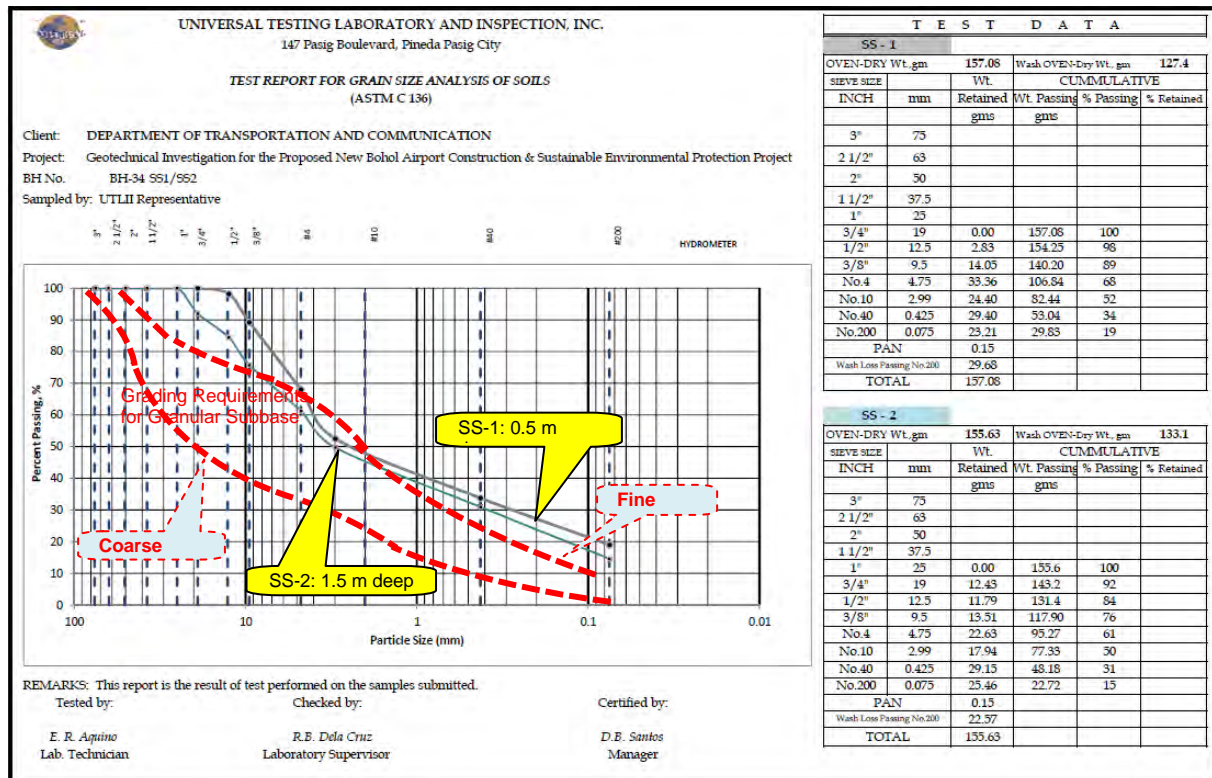 UNIVERSAL TESTING LABORATORY AND INSPECTION, INC.
147 Pasig Boulevard, Pineda Pasig City
TEST REPORT FOR GRAIN SIZE ANALYSIS OF SOILS
(ASTM C 136)
Client: DEPARTMENT OF TRANSPORTATION AND COMMUNICATION
Project: Geotechnical Investigation for the Proposed New Bohol Airport Construction & Sustainable Environmental Protection Project
BH No. BH-34 SS1/SS2
Sampled by: UTLII Representative
3" 2 1/2" 2" 1 1/2" 1" 3/4" 1/2" 3/8" #4 #10 #40 #200 HYDROMETER
Percent Passing, %
100
90
80
70
60
50
40
30
20
10
0
Grading Requirements
for Granular Subbase
SS-1: 0.5 m
Fine
Coarse
SS-2: 1.5 m deep
100 10 1 0.1 0.01
Particle Size (mm)
REMARKS: This report is the result of test performed on the samples submitted.
Tested by: Checked by: Certified by:
E. R. Aquino R.B. Dela Cruz D.B. Santos
Lab. Technician Laboratory Supervisor Manager
T E S T D A T A
SS - 1
OVEN-DRY Wt.,gm 157.08 Wash OVEN-Dry Wt., gm 127.4
SIEVE SIZE Wt. CUMMULATIVE
INCH mm Retained Wt. Passing % Passing % Retained
gms gms
3" 75
2 1/2" 63
2" 50
1 1/2" 37.5
1" 25
3/4" 19 0.00 157.08 100
1/2" 12.5 2.83 154.25 98
3/8" 9.5 14.05 140.20 89
No.4 4.75 33.36 106.84 68
No.10 2.99 24.40 82.44 52
No.40 0.425 29.40 53.04 34
No.200 0.075 23.21 29.83 19
PAN 0.15
Wash Loss Passing No.200 29.68
TOTAL 157.08
SS - 2
OVEN-DRY Wt.,gm 155.63 Wash OVEN-Dry Wt., gm 133.1
SIEVE SIZE Wt. CUMMULATIVE
INCH mm Retained Wt. Passing % Passing % Retained
gms gms
3" 75
2 1/2" 63
2" 50
1 1/2" 37.5
1" 25 0.00 155.6 100
3/4" 19 12.43 143.2 92
1/2" 12.5 11.79 131.4 84
3/8" 9.5 13.51 117.90 76
No.4 4.75 22.63 95.27 61
No.10 2.99 17.94 77.33 50
No.40 0.425 29.15 48.18 31
No.200 0.075 25.46 22.72 15
PAN 0.15
Wash Loss Passing No.200 22.57
TOTAL 155.63